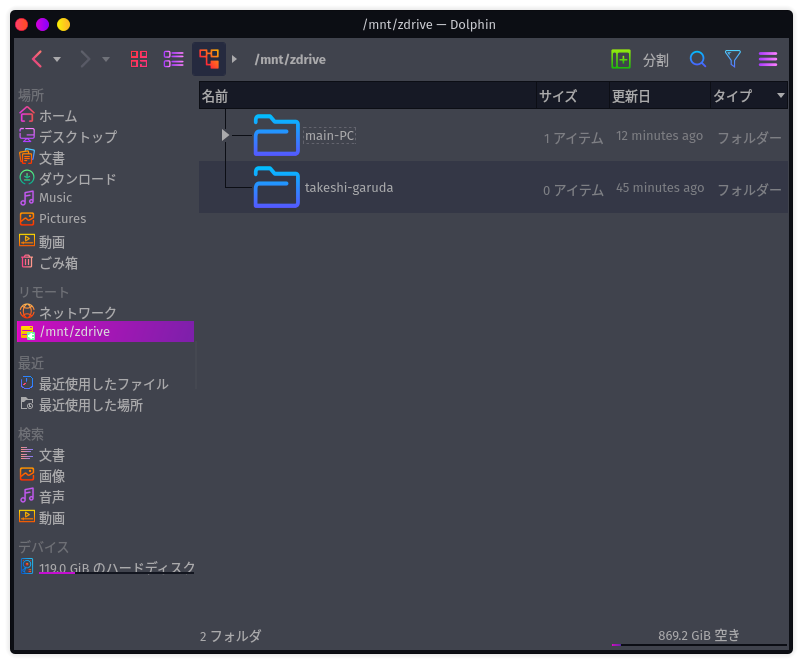 /mnt/zdrive — Dolphin
/mnt/zdrive
分割
場所
ホーム
デスクトップ
文書
ダウンロード
Music
Pictures
動画
ごみ箱
リモート
ネットワーク
/mnt/zdrive
最近
最近使用したファイル
最近使用した場所
検索
文書
画像
音声
動画
デバイス
119.0 GiB のハードディスク
名前 サイズ 更新日 タイプ
main-PC 1 アイテム 12 minutes ago フォルダー
takeshi-garuda 0 アイテム 45 minutes ago フォルダー
2 フォルダ 869.2 GiB 空き